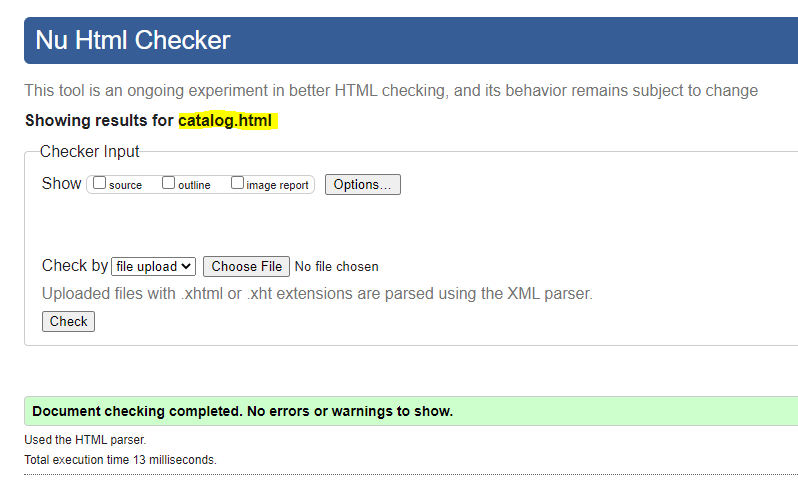 Nu Html Checker
This tool is an ongoing experiment in better HTML checking, and its behavior remains subject to change
Showing results for catalog.html
Checker Input
Show source outline image report Options...
Check by file upload Choose File No file chosen
Uploaded files with .xhtml or .xht extensions are parsed using the XML parser.
Check
Document checking completed. No errors or warnings to show.
Used the HTML parser.
Total execution time 13 milliseconds.